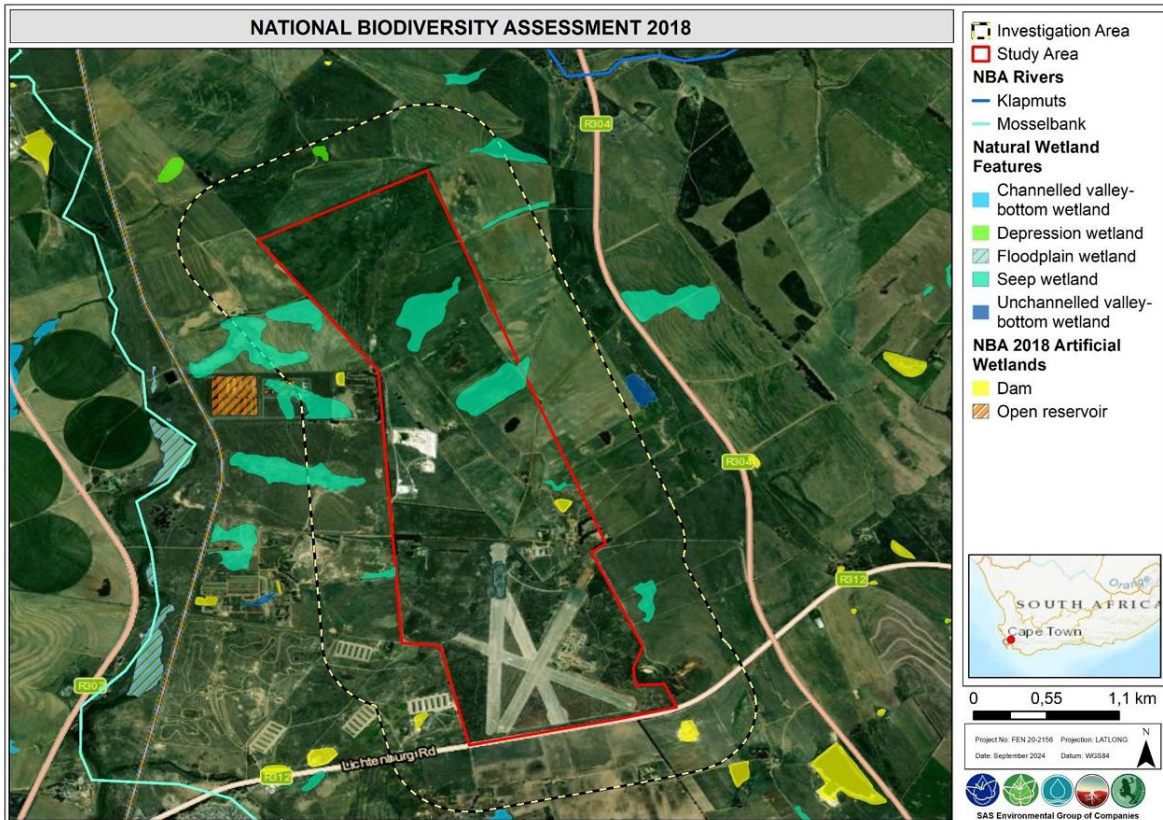 NATIONAL BIODIVERSITY ASSESSMENT 2018
R304
R304
R312
R302
R312
Lichtenburg Rd
Investigation Area
Study Area
NBA Rivers
Klapmuts
Mosselbank
Natural Wetland
Features
Channelled valley-
bottom wetland
Depression wetland
Floodplain wetland
Seep wetland
Unchannelled valley-
bottom wetland
NBA 2018 Artificial
Wetlands
Dam
Open reservoir
Orange
SOUTH AFRICA
Cape Town
0 0,55 1,1 km
Project No: FEN 20-2156 Projection: LATLONG
Date: September 2024 Datum: WGS84
N
SAS Environmental Group of Companies